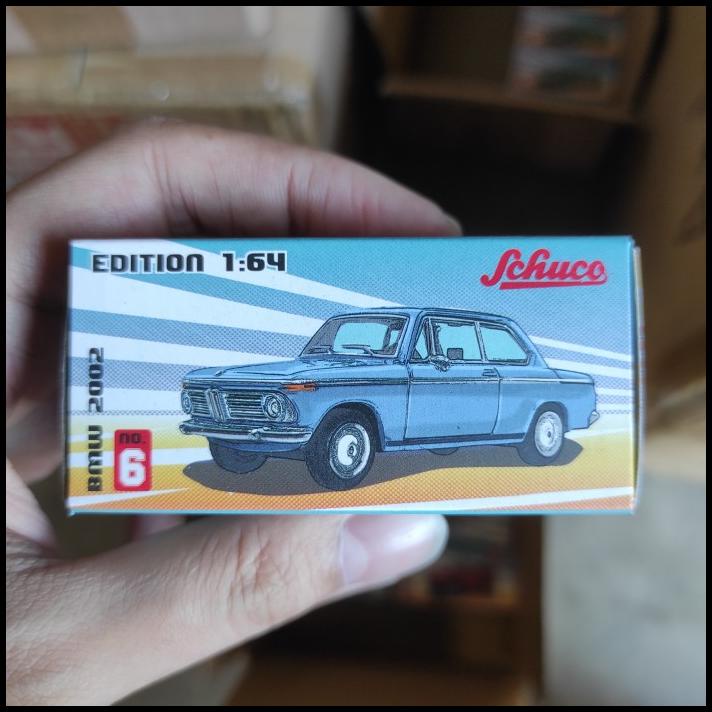 EDITION 1:64
Schuco
BMW 2002
no.
6